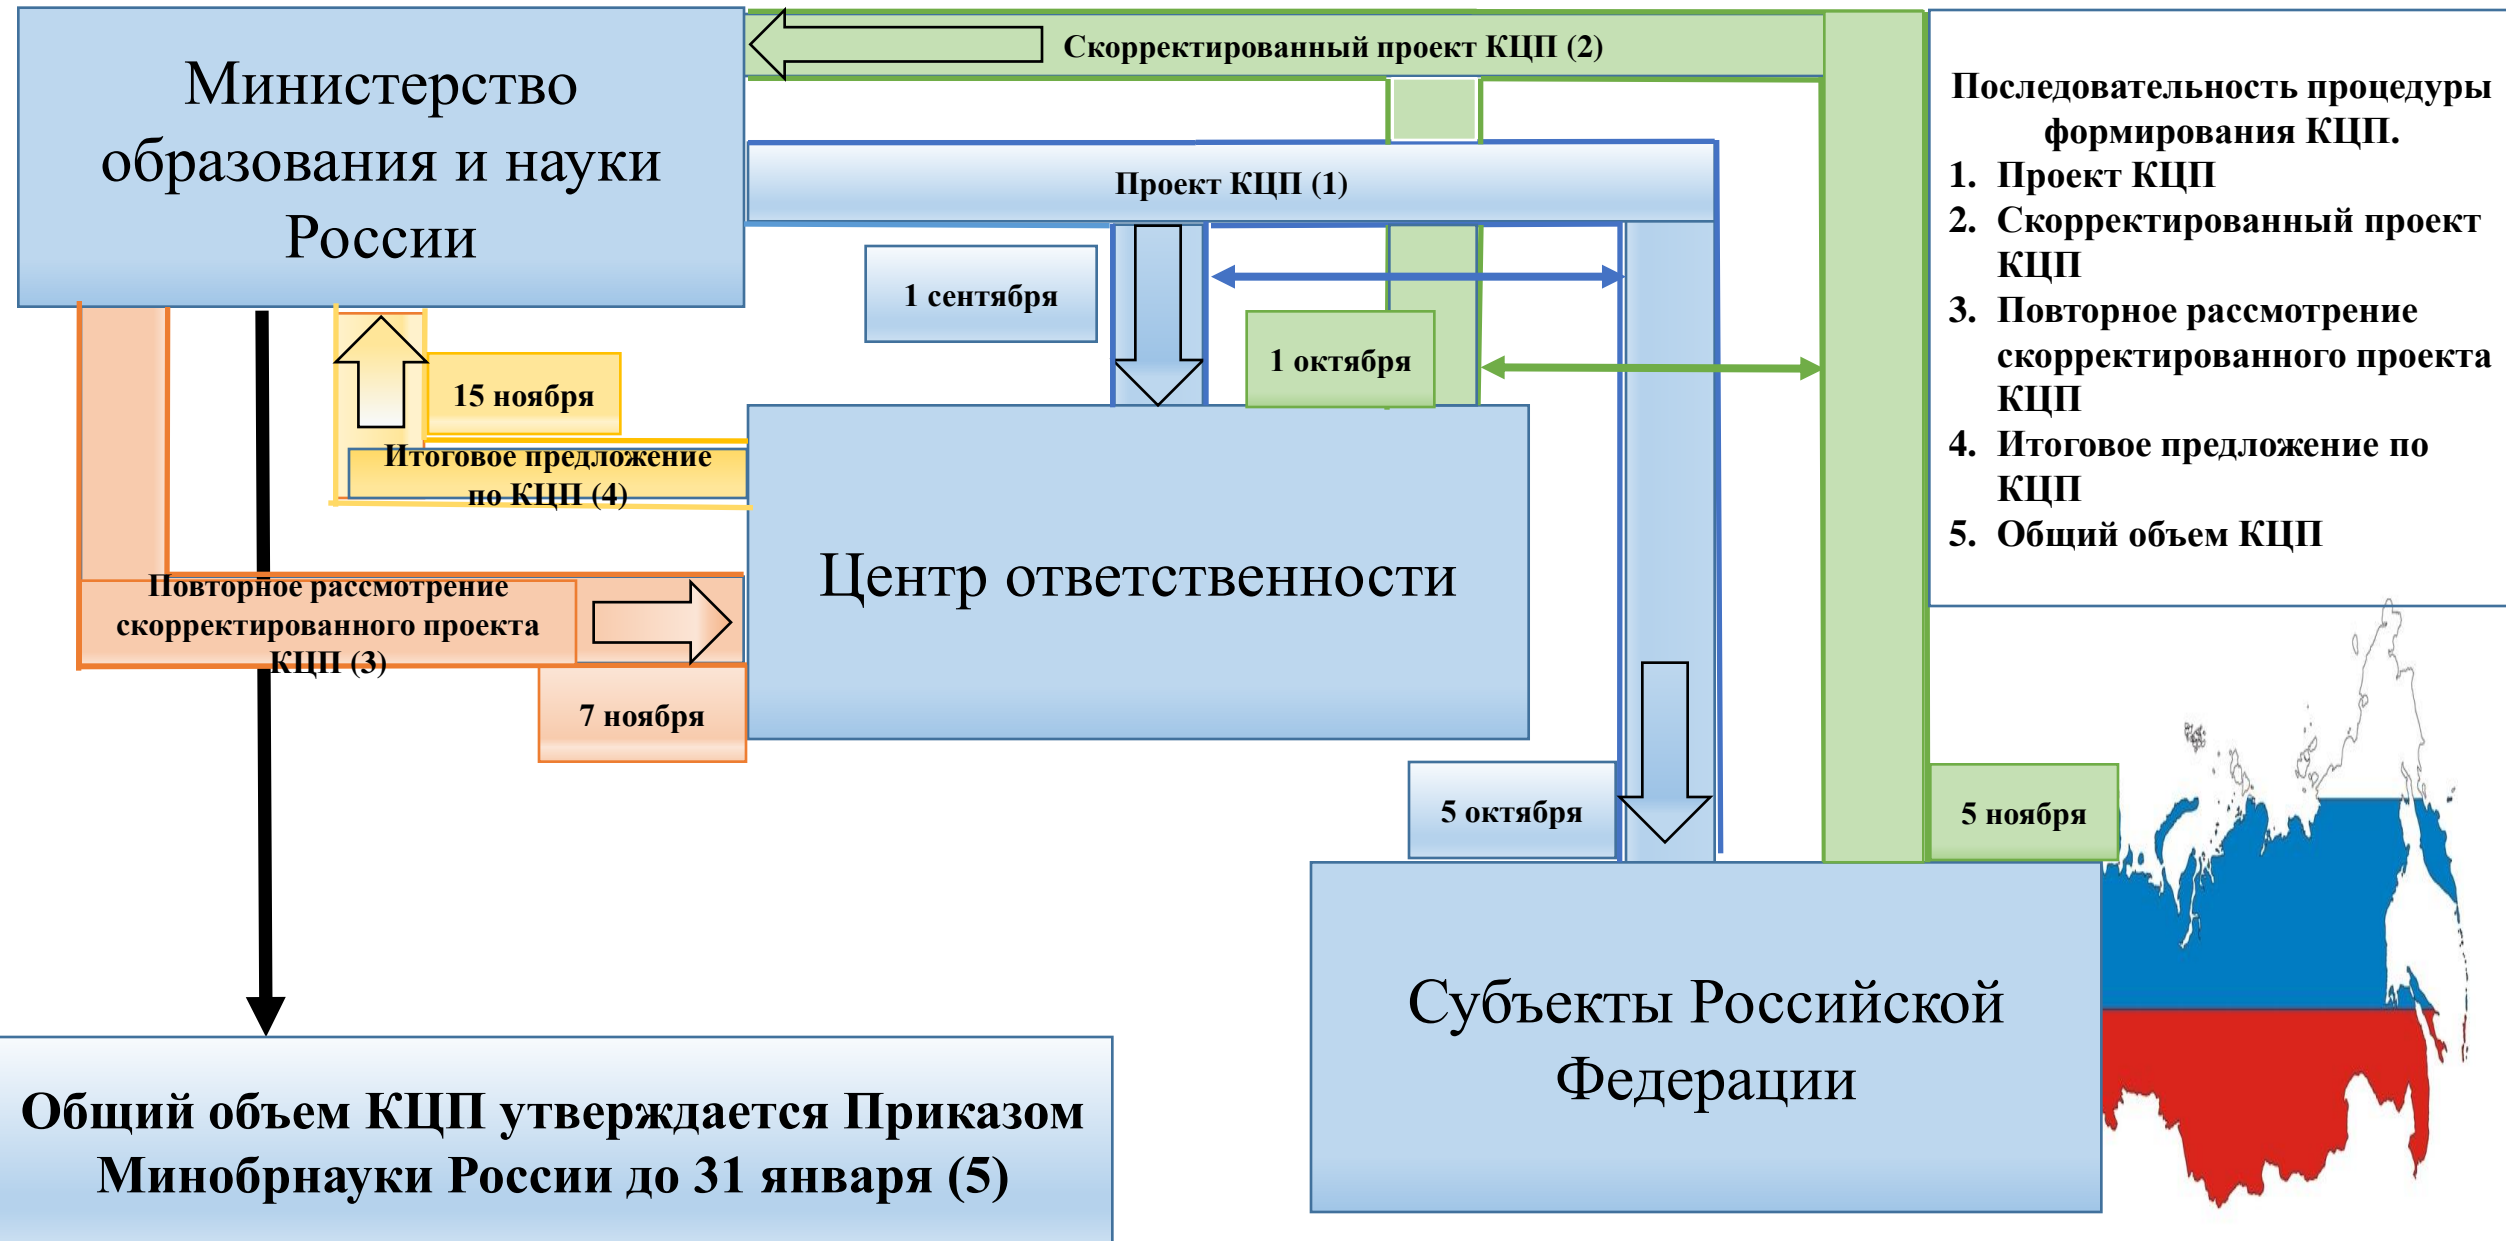 Министерство
образования и науки
России
Скорректированный проект КЦП (2)
Проект КЦП (1)
1 сентября
1 октября
15 ноября
Итоговое предложение
по КЦП (4)
Повторное рассмотрение
скорректированного проекта
КЦП (3)
7 ноября
Центр ответственности
5 октября
5 ноября
Субъекты Российской
Федерации
Общий объем КЦП утверждается Приказом
Минобрнауки России до 31 января (5)
Последовательность процедуры
формирования КЦП.
1. Проект КЦП
2. Скорректированный проект
КЦП
3. Повторное рассмотрение
скорректированного проекта
КЦП
4. Итоговое предложение по
КЦП
5. Общий объем КЦП